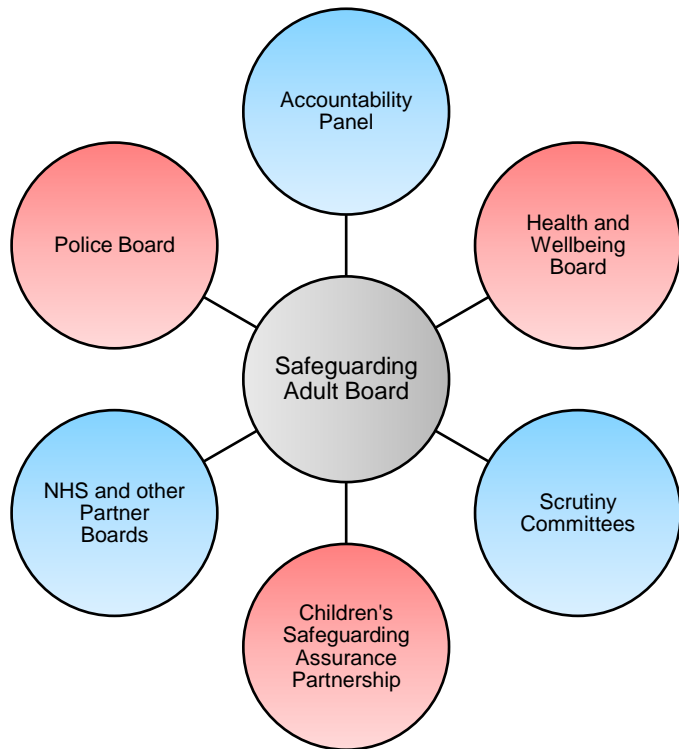 Accountability
Panel
Police Board
Health and
Wellbeing
Board
Safeguarding
Adult Board
NHS and other
Partner
Boards
Scrutiny
Committees
Children's
Safeguarding
Assurance
Partnership